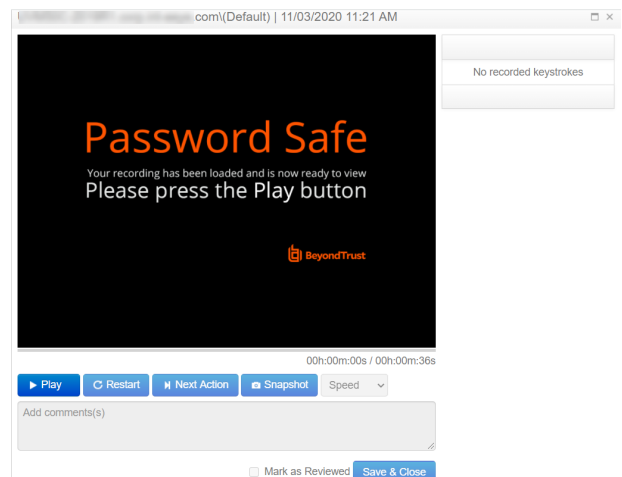 com\(Default) | 11/03/2020 11:21 AM
No recorded keystrokes
Password Safe
Your recording has been loaded and is now ready to view
Please press the Play button
BeyondTrust
00h:00m:00s / 00h:00m:36s
Play Restart Next Action Snapshot Speed
Add comments(s)
Mark as Reviewed Save & Close